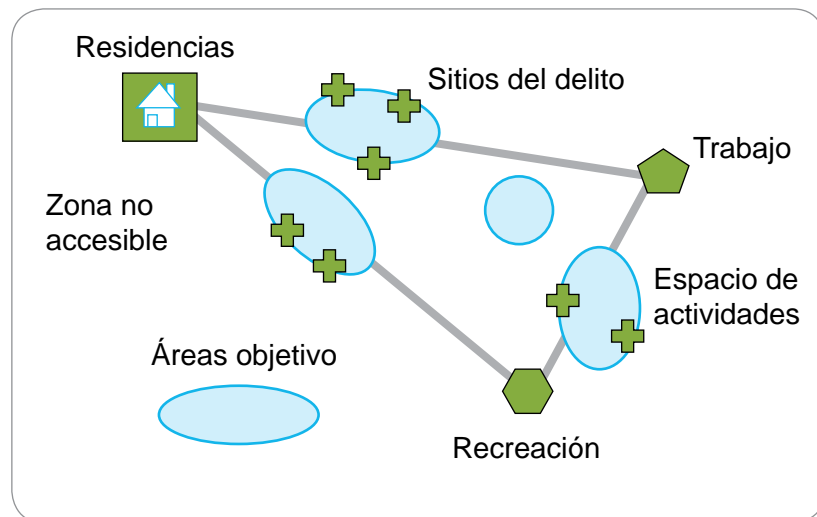 Residencias
Sitios del delito
Trabajo
Zona no
accesible
Espacio de
actividades
Áreas objetivo
Recreación